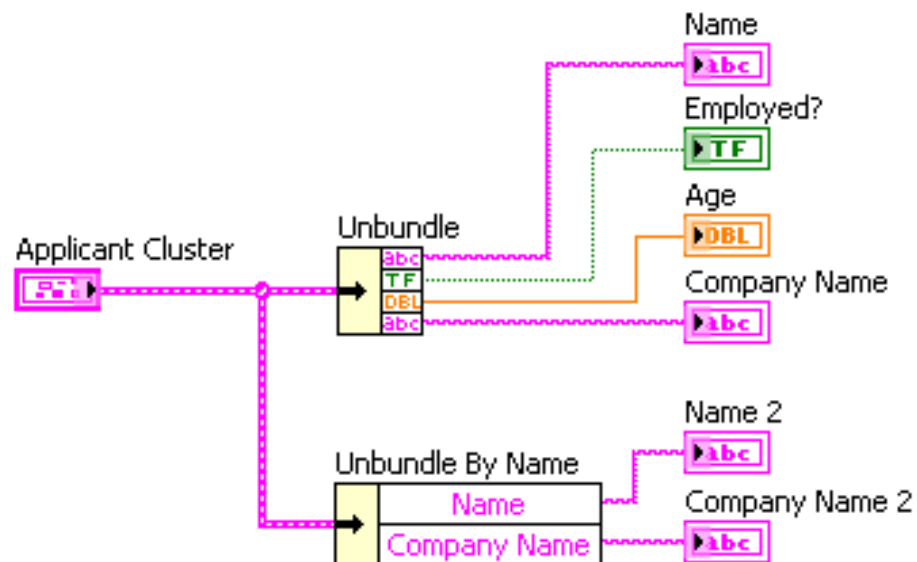 Name
abc
Employed?
TF
Age
DBL
Unbundle
Applicant Cluster
abc
TF
DBL
abc
Company Name
abc
Name 2
abc
Unbundle By Name
Name
Company Name
Company Name 2
abc